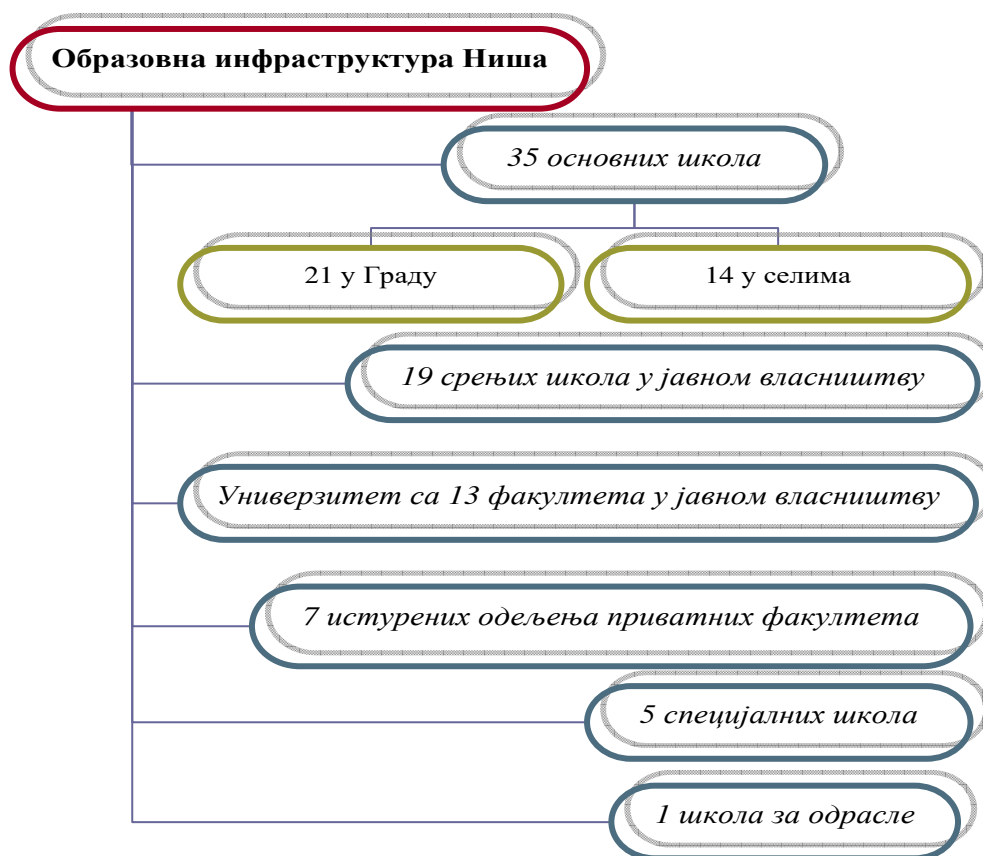 Образовна инфраструктура Ниша
35 основних школа
21 у Граду
14 у селима
19 срењих школа у јавном власништву
Универзитет са 13 факултета у јавном власништву
7 истурених одељења приватних факултета
5 специјалних школа
1 школа за одрасле